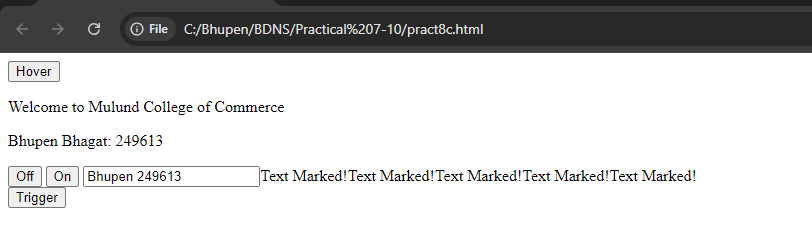 File C:/Bhupen/BDNS/Practical%207-10/pract8c.html
Hover
Welcome to Mulund College of Commerce
Bhupen Bhagat: 249613
Off On Bhupen 249613 Text Marked!Text Marked!Text Marked!Text Marked!Text Marked!
Trigger